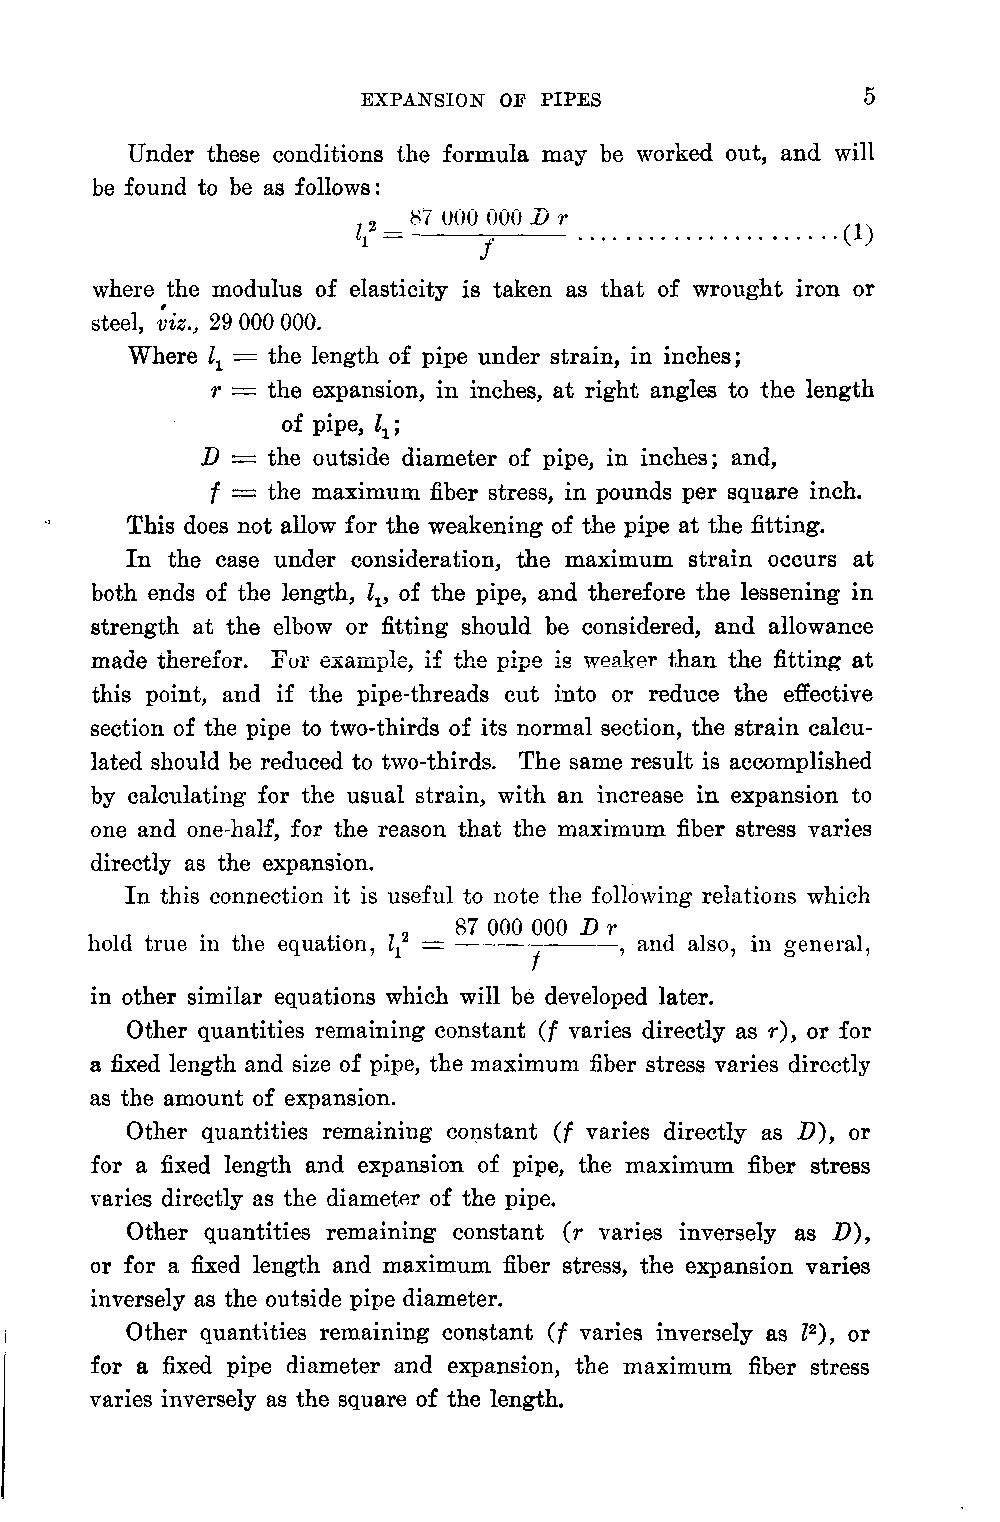 EXPANSION OF PIPES 5
Under these conditions the formula may be worked out, and will
be found to be as follows:
l₁² = 87 000 000 D r / f ......................(1)
where the modulus of elasticity is taken as that of wrought iron or
steel, viz., 29 000 000.
Where l₁ = the length of pipe under strain, in inches;
r = the expansion, in inches, at right angles to the length
of pipe, l₁;
D = the outside diameter of pipe, in inches; and,
f = the maximum fiber stress, in pounds per square inch.
This does not allow for the weakening of the pipe at the fitting.
In the case under consideration, the maximum strain occurs at
both ends of the length, l₁, of the pipe, and therefore the lessening in
strength at the elbow or fitting should be considered, and allowance
made therefor. For example, if the pipe is weaker than the fitting at
this point, and if the pipe-threads cut into or reduce the effective
section of the pipe to two-thirds of its normal section, the strain calcu-
lated should be reduced to two-thirds. The same result is accomplished
by calculating for the usual strain, with an increase in expansion to
one and one-half, for the reason that the maximum fiber stress varies
directly as the expansion.
In this connection it is useful to note the following relations which
hold true in the equation, l₁² = 87 000 000 D r / f, and also, in general,
in other similar equations which will be developed later.
Other quantities remaining constant (f varies directly as r), or for
a fixed length and size of pipe, the maximum fiber stress varies directly
as the amount of expansion.
Other quantities remaining constant (f varies directly as D), or
for a fixed length and expansion of pipe, the maximum fiber stress
varies directly as the diameter of the pipe.
Other quantities remaining constant (r varies inversely as D),
or for a fixed length and maximum fiber stress, the expansion varies
inversely as the outside pipe diameter.
Other quantities remaining constant (f varies inversely as l²), or
for a fixed pipe diameter and expansion, the maximum fiber stress
varies inversely as the square of the length.